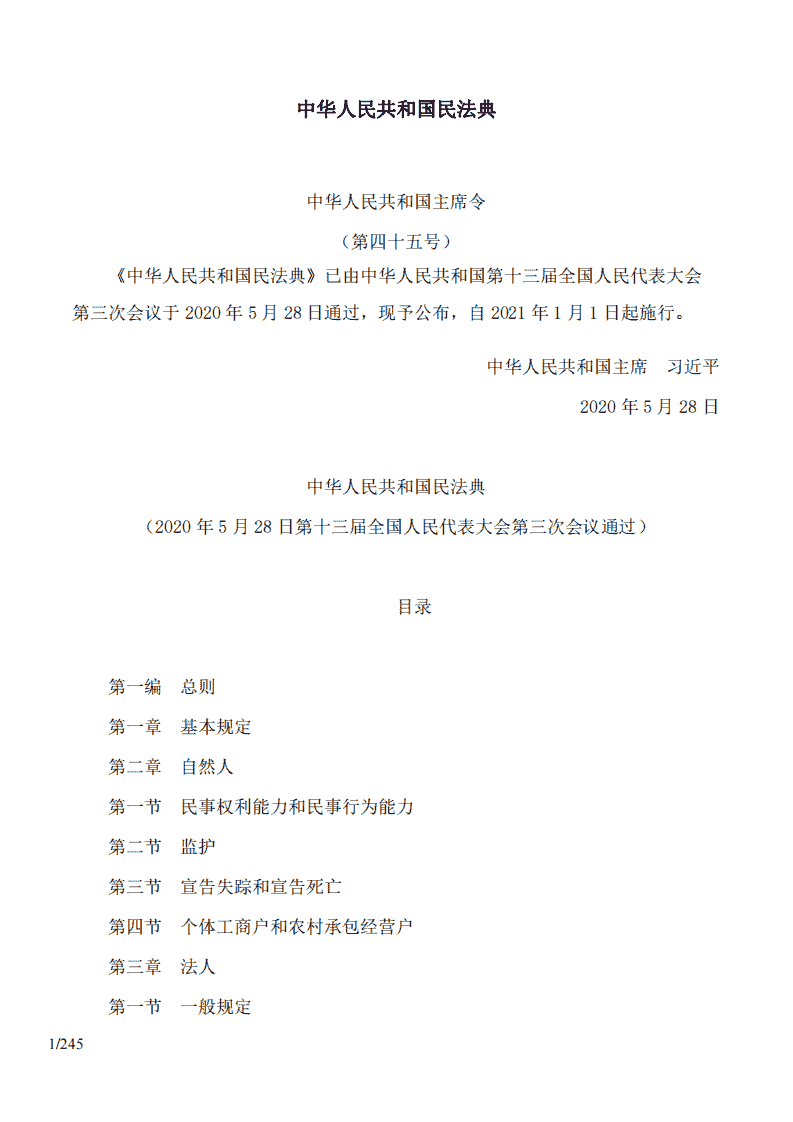 中华人民共和国民法典
中华人民共和国主席令
（第四十五号）
《中华人民共和国民法典》已由中华人民共和国第十三届全国人民代表大会
第三次会议于 2020 年 5 月 28 日通过，现予公布，自 2021 年 1 月 1 日起施行。
中华人民共和国主席　习近平
2020 年 5 月 28 日
中华人民共和国民法典
（2020 年 5 月 28 日第十三届全国人民代表大会第三次会议通过）
目录
第一编　总则
第一章　基本规定
第二章　自然人
第一节　民事权利能力和民事行为能力
第二节　监护
第三节　宣告失踪和宣告死亡
第四节　个体工商户和农村承包经营户
第三章　法人
第一节　一般规定
1/245